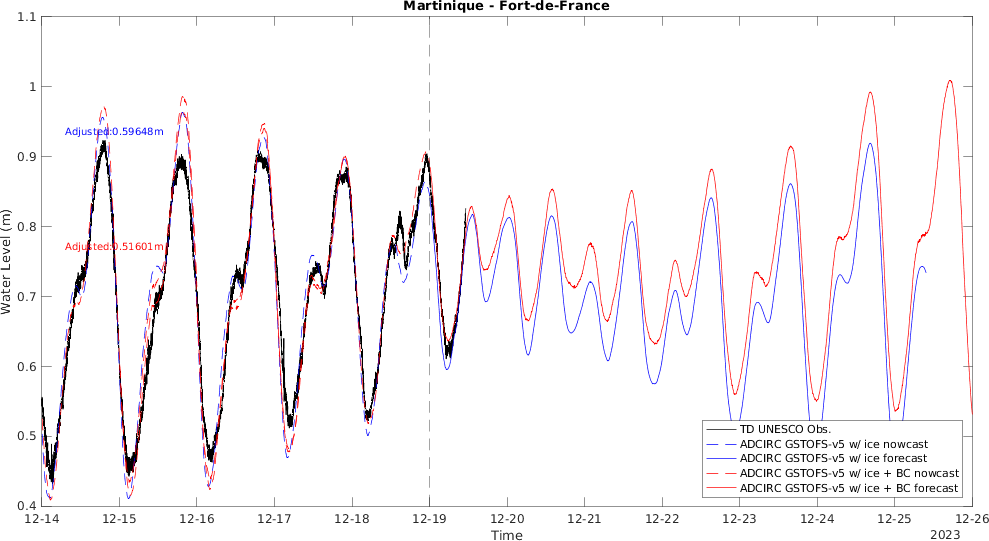 Martinique - Fort-de-France
1.1
1
0.9
0.8
0.7
0.6
0.5
0.4
Water Level (m)
Adjusted:0.59648m
Adjusted:0.51601m
TD UNESCO Obs.
ADCIRC GSTOFS-v5 w/ ice nowcast
ADCIRC GSTOFS-v5 w/ ice forecast
ADCIRC GSTOFS-v5 w/ ice + BC nowcast
ADCIRC GSTOFS-v5 w/ ice + BC forecast
12-14 12-15 12-16 12-17 12-18 12-19 12-20 12-21 12-22 12-23 12-24 12-25 12-26
Time
2023